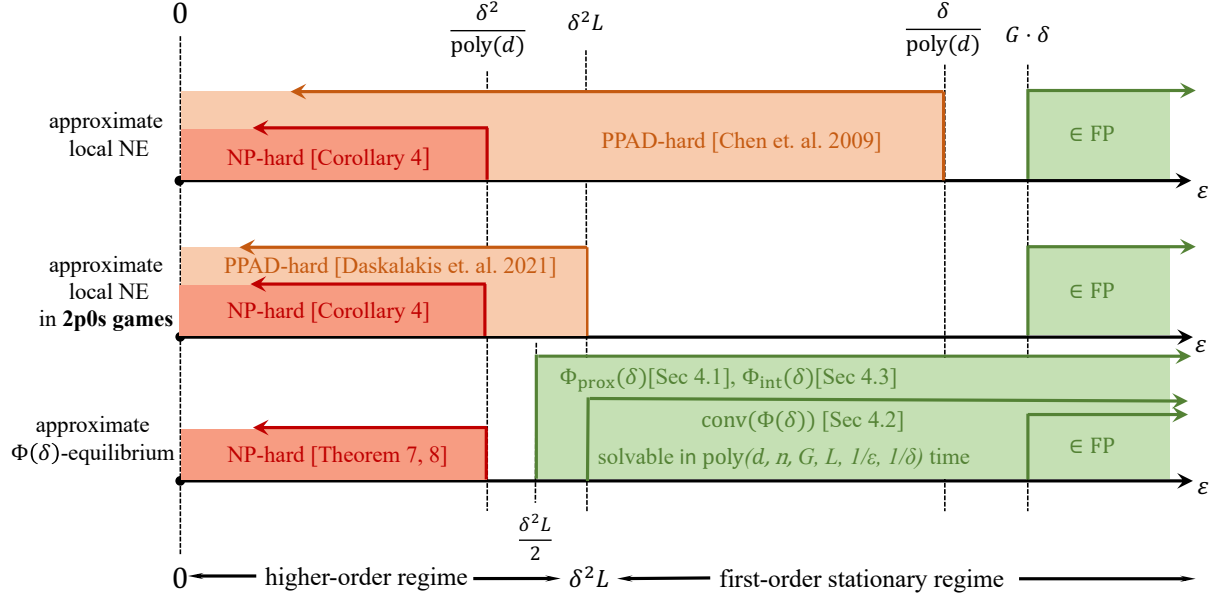 0
δ²
poly(d)
δ²L
δ
poly(d)
G · δ
approximate
local NE
PPAD-hard [Chen et. al. 2009]
NP-hard [Corollary 4]
∈ FP
ε
approximate
local NE
in 2p0s games
PPAD-hard [Daskalakis et. al. 2021]
NP-hard [Corollary 4]
∈ FP
ε
approximate
Φ(δ)-equilibrium
Φprox(δ)[Sec 4.1], Φint(δ)[Sec 4.3]
conv(Φ(δ)) [Sec 4.2]
NP-hard [Theorem 7, 8]
solvable in poly(d, n, G, L, 1/ε, 1/δ) time
∈ FP
ε
δ²L
2
0
higher-order regime
δ²L
first-order stationary regime